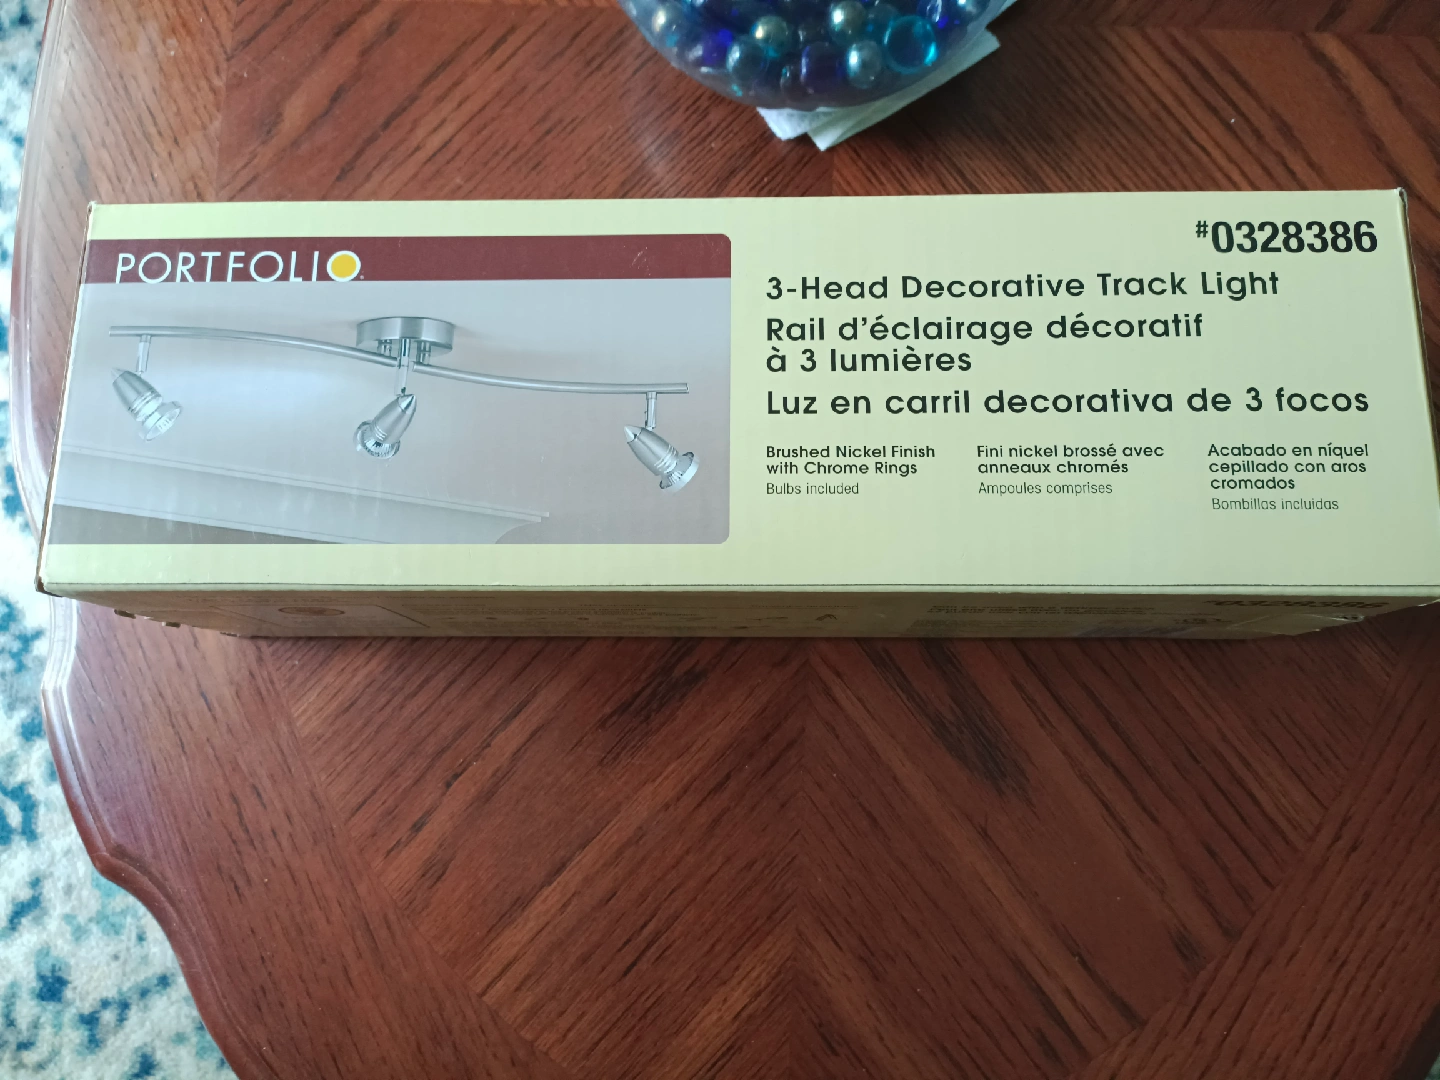 PORTFOLIO
#0328386
3-Head Decorative Track Light
Rail d'éclairage décoratif
à 3 lumières
Luz en carril decorativa de 3 focos
Brushed Nickel Finish
with Chrome Rings
Bulbs included
Fini nickel brossé avec
anneaux chromés
Ampoules comprises
Acabado en níquel
cepillado con aros
cromados
Bombillas incluidas
#0328386